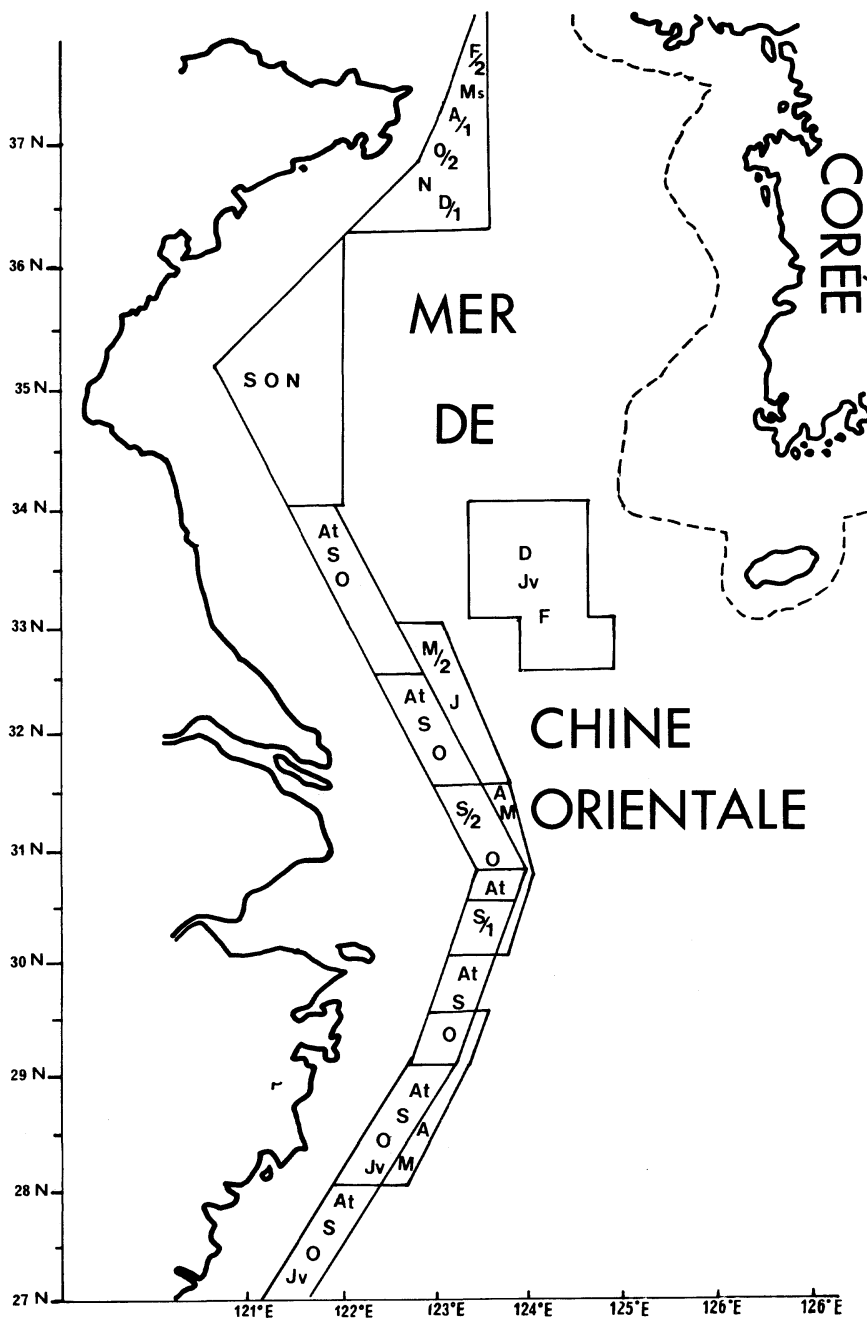 F/2
Ms
A/1
O/2
N
D/1
37 N
CORÉE
36 N
MER
35 N
S O N
DE
34 N
At
S
O
D
Jv
F
33 N
M/2
J
At
S
O
32 N
CHINE
A
M
S/2
ORIENTALE
31 N
O
At
S/1
30 N
At
S
O
29 N
At
S
A
O
Jv
M
28 N
At
S
O
Jv
27 N
121°E 122°E 123°E 124°E 125°E 126°E 126°E